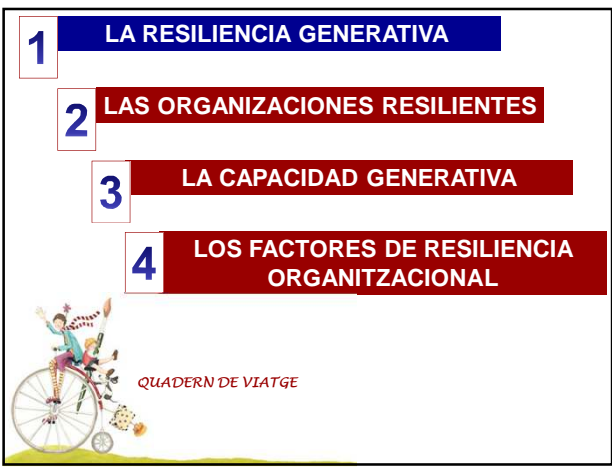 1 LA RESILIENCIA GENERATIVA
2 LAS ORGANIZACIONES RESILIENTES
3 LA CAPACIDAD GENERATIVA
4 LOS FACTORES DE RESILIENCIA
ORGANITZACIONAL
QUADERN DE VIATGE